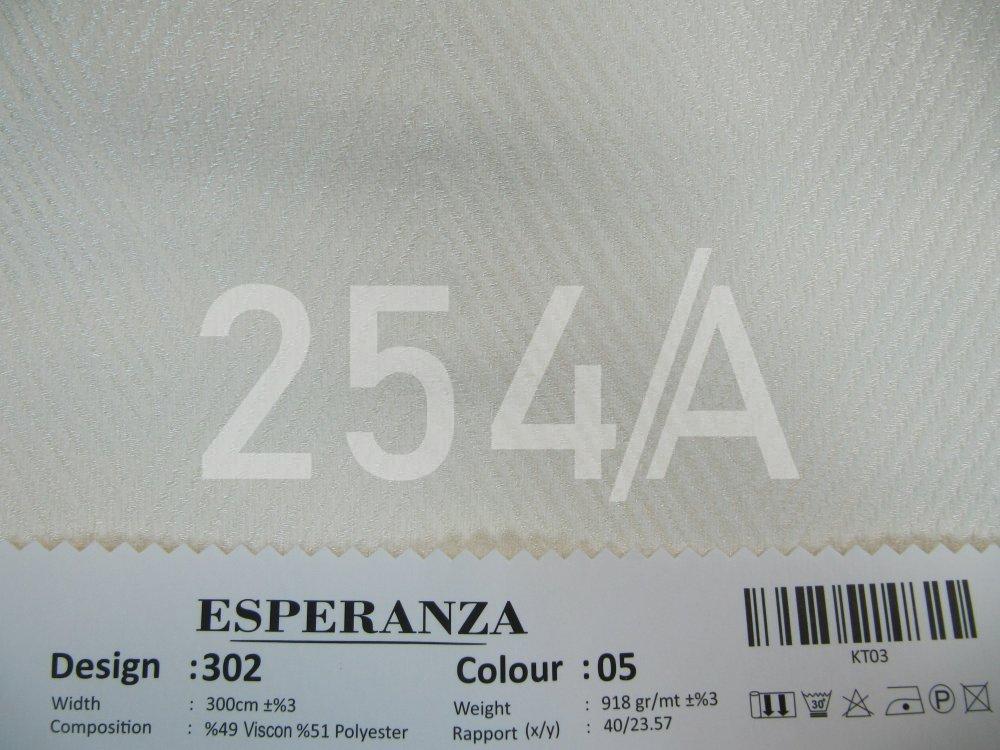 254/A
ESPERANZA
Design :302
Colour :05
KT03
Width : 300cm ±%3
Weight : 918 gr/mt ±%3
Composition : %49 Viscon %51 Polyester
Rapport (x/y) : 40/23.57
30°
P